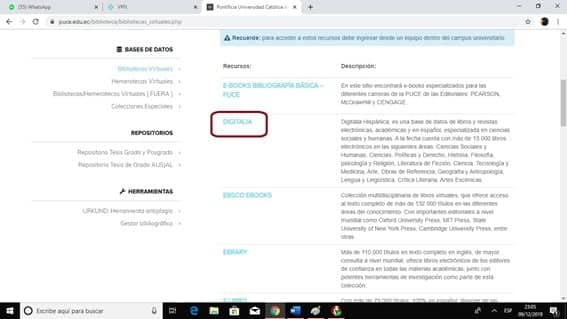 (55) WhatsApp
VPFL
Pontificia Universidad Católica
puce.edu.ec/biblioteca/bibliotecas_virtuales.php
Recuerde: para acceder a estos recursos debe ingresar desde un equipo dentro del campus universitario.
BASES DE DATOS
Bibliotecas Virtuales
Hemerotecas Virtuales
Bibliotecas/Hemerotecas Virtuales [ FUERA ]
Colecciones Especiales
REPOSITORIOS
Repositorio Tesis Grado y Posgrado
Repositorio Tesis de Grado AUSJAL
HERRAMIENTAS
URKUND: Herramienta antiplagio
Gestor bibliográfico
Recursos:
Descripción:
E-BOOKS BIBLIOGRAFÍA BÁSICA –
PUCE
En este sitio encontrará e-books especializados para las
diferentes carreras de la PUCE de las Editoriales: PEARSON,
McGrawHill y CENGAGE.
DIGITALIA
Digitalia Hispánica, es una base de datos de libros y revistas
electrónicas, académicas y en español, especializada en ciencias
sociales y humanas. A la fecha cuenta con más de 13.000 libros
electrónicos en las siguientes áreas: Ciencias Sociales y
Humanas, Ciencias, Políticas y Derecho, Historia, Filosofía,
psicología y Religión, Literatura de Ficción, Ciencia, Tecnología y
Medicina, Arte, Obras de Referencia, Geografía y Antropología,
Lengua y Lingüística, Crítica Literaria, Artes Escénicas.
EBSCO EBOOKS
Colección multidisciplinaria de libros virtuales, que ofrece acceso
al texto completo de más de 132 000 títulos en las diferentes
áreas del conocimiento. Con importantes editoriales a nivel
mundial como Oxford University Press, MIT Press, State
University of New York Press, Cambridge University Press, entre
otras
EBRARY
Más de 110.000 títulos en texto completo en inglés, de mayor
consulta a nivel mundial, ofrece libros electrónicos de los editores
de confianza en todas las materias académicas, junto con
potentes herramientas de investigación como parte de esta
colección.
Escribe aquí para buscar
ESP
23:05
09/12/2019